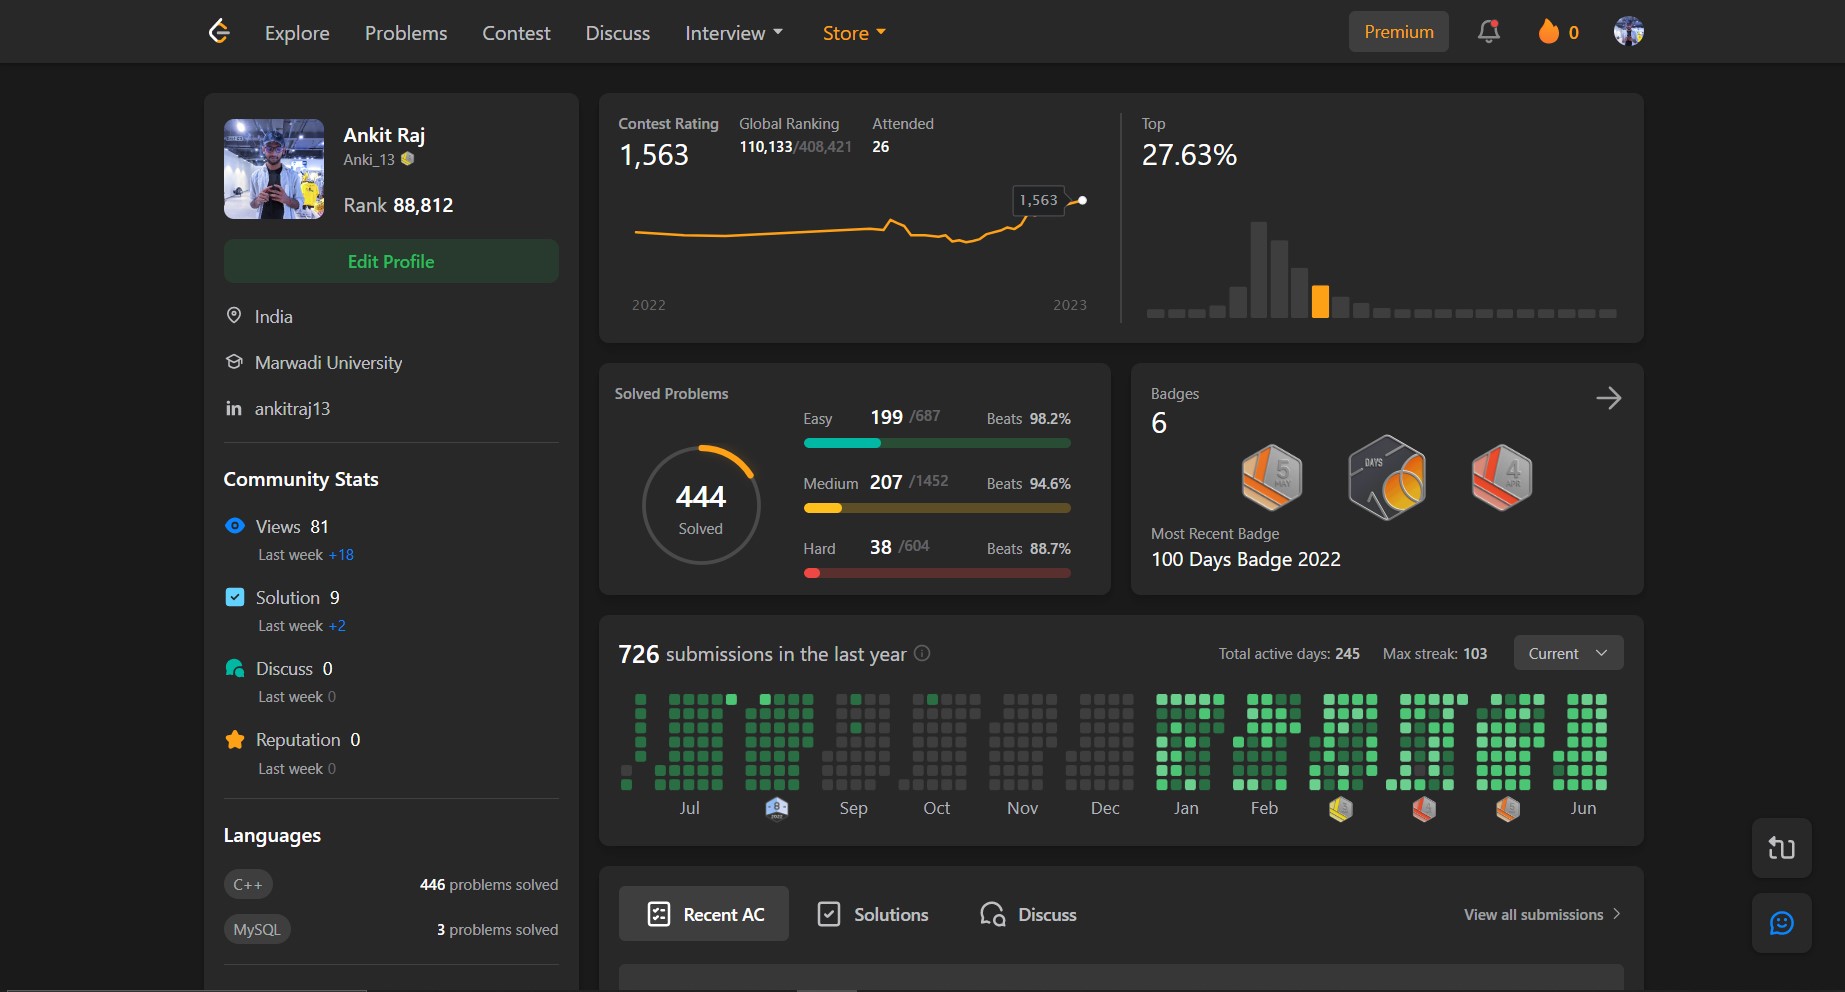 Explore Problems Contest Discuss Interview Store Premium 0
Ankit Raj
Anki_13
Rank 88,812
Edit Profile
India
Marwadi University
ankitraj13
Community Stats
Views 81
Last week +18
Solution 9
Last week +2
Discuss 0
Last week 0
Reputation 0
Last week 0
Languages
C++ 446 problems solved
MySQL 3 problems solved
Contest Rating Global Ranking Attended
1,563 110,133/408,421 26
1,563
2022 2023
Top
27.63%
Solved Problems
444
Solved
Easy 199 /687 Beats 98.2%
Medium 207 /1452 Beats 94.6%
Hard 38 /604 Beats 88.7%
Badges
6
5
MAY
DAYS
4
APR
Most Recent Badge
100 Days Badge 2022
726 submissions in the last year Total active days: 245 Max streak: 103 Current
Jul 8 Sep Oct Nov Dec Jan Feb Jun
Recent AC Solutions Discuss View all submissions